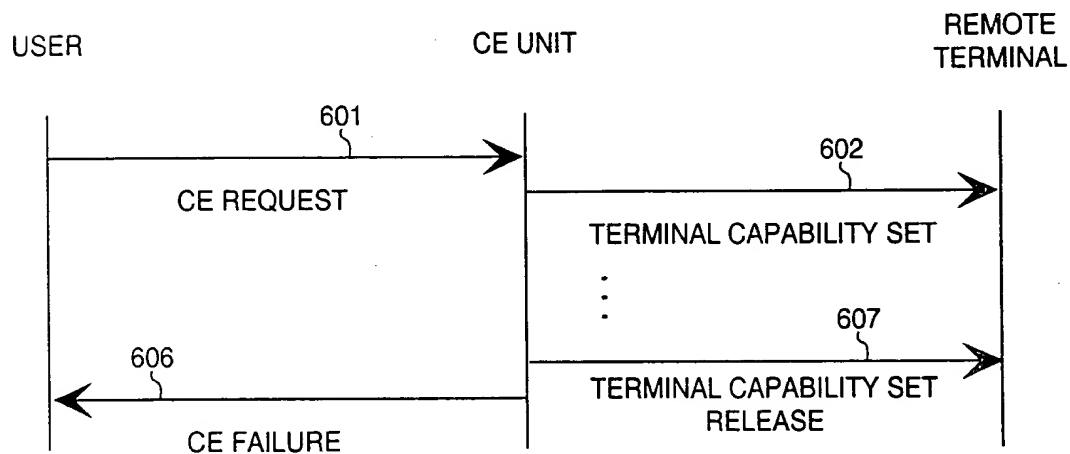 USER
CE UNIT
REMOTE
TERMINAL
601
602
CE REQUEST
TERMINAL CAPABILITY SET
607
606
TERMINAL CAPABILITY SET
RELEASE
CE FAILURE